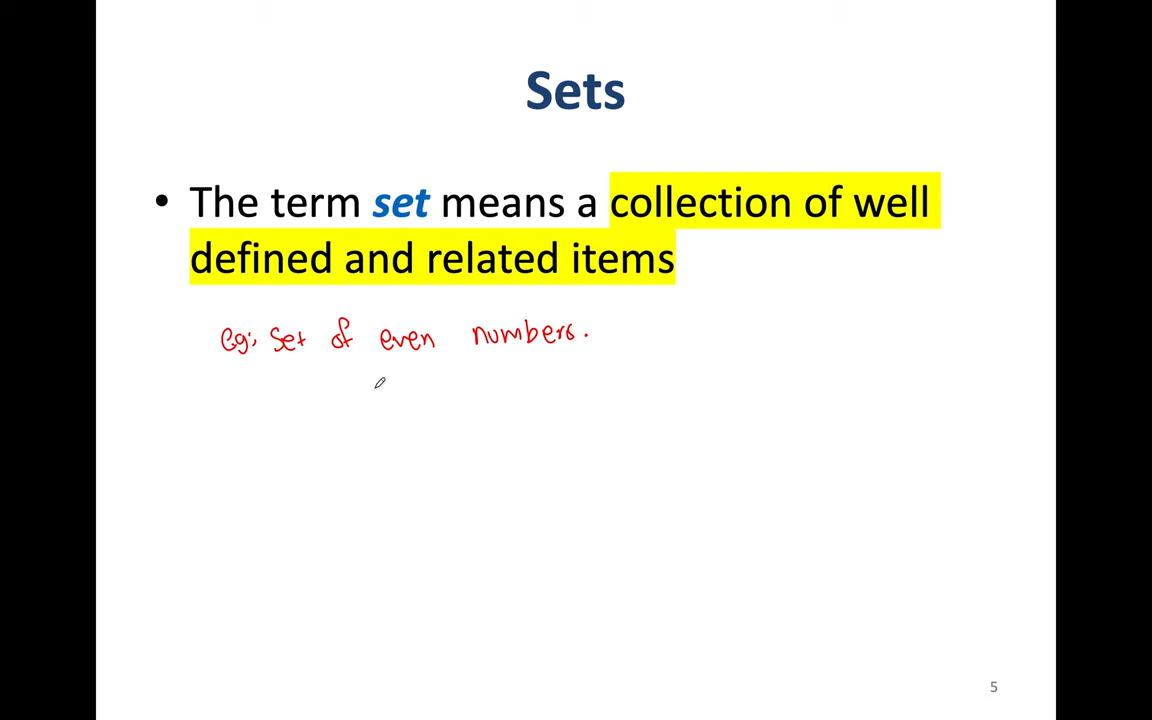 Sets
• The term set means a collection of well
defined and related items
eg:, Set of even numbers.
5